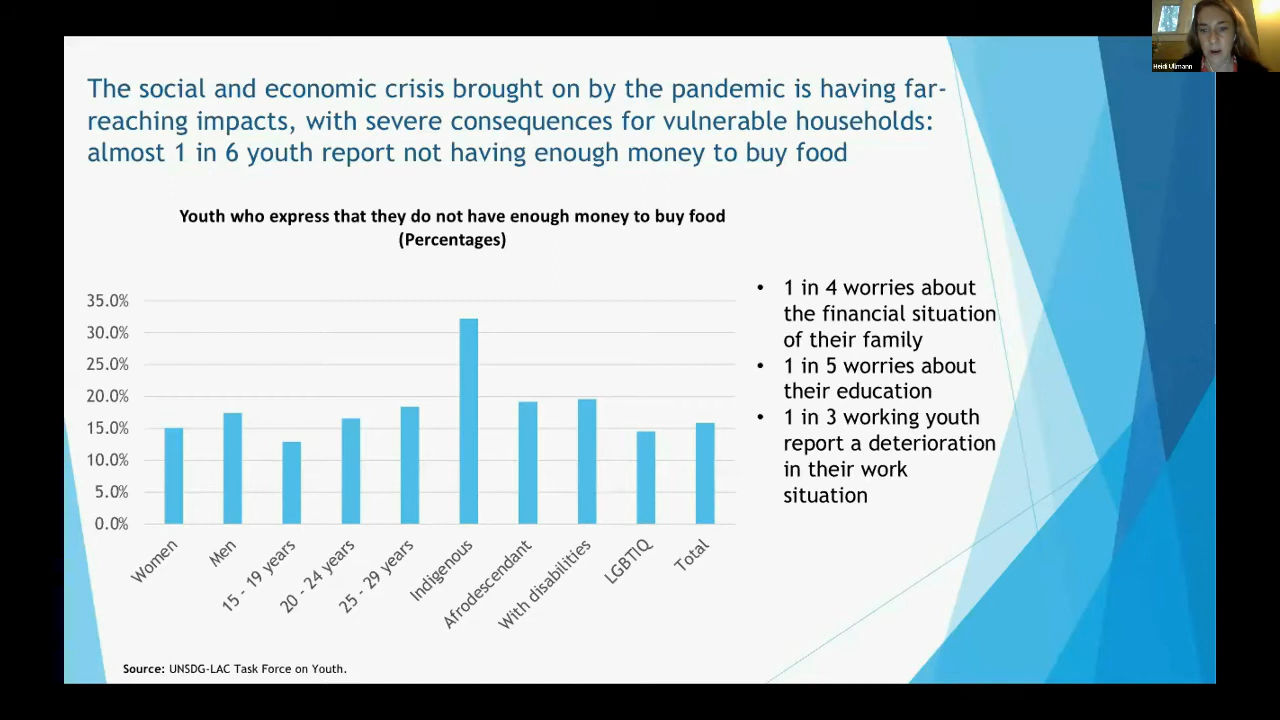 Heidi Ullmann
The social and economic crisis brought on by the pandemic is having far-
reaching impacts, with severe consequences for vulnerable households:
almost 1 in 6 youth report not having enough money to buy food
Youth who express that they do not have enough money to buy food
(Percentages)
35.0%
30.0%
25.0%
20.0%
15.0%
10.0%
5.0%
0.0%
Women
Men
15 - 19 years
20 - 24 years
25 - 29 years
Indigenous
Afrodescendant
With disabilities
LGBTIQ
Total
• 1 in 4 worries about
the financial situation
of their family
• 1 in 5 worries about
their education
• 1 in 3 working youth
report a deterioration
in their work
situation
Source: UNSDG-LAC Task Force on Youth.